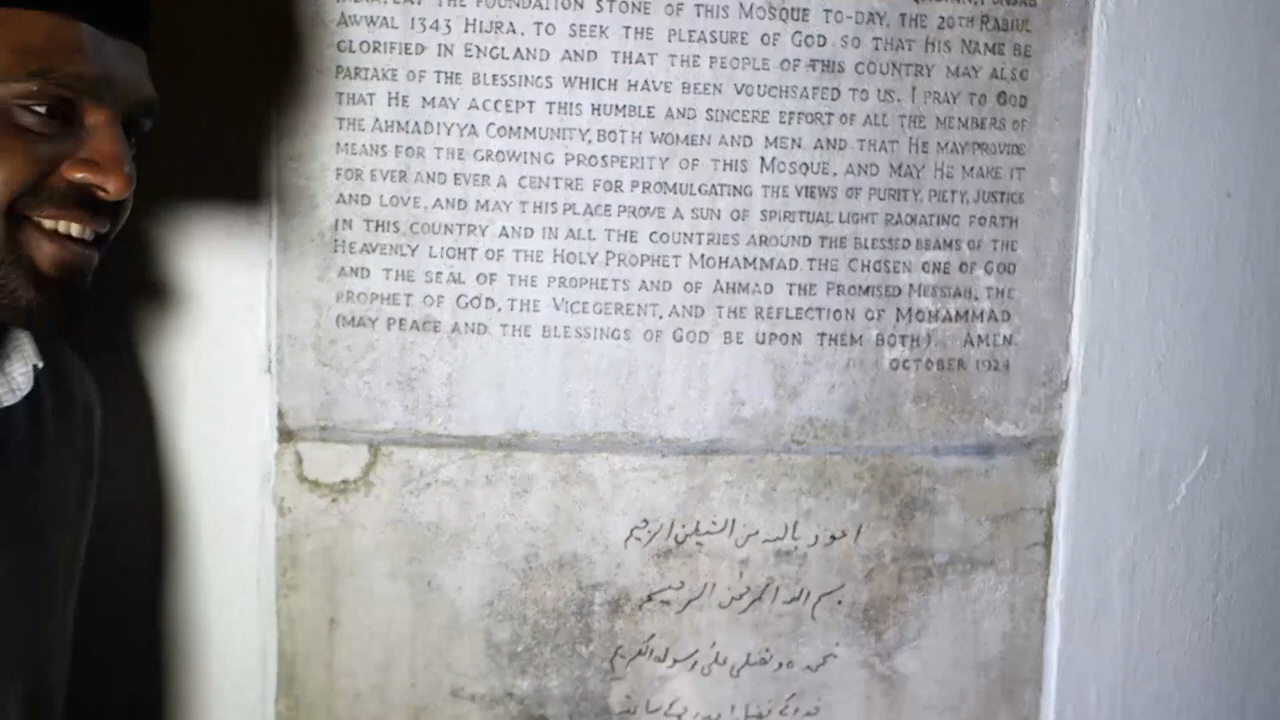 INDIA, LAY THE FOUNDATION STONE OF THIS MOSQUE TO-DAY, THE 20TH RABIUL
AWWAL 1343 HIJRA, TO SEEK THE PLEASURE OF GOD SO THAT HIS NAME BE
GLORIFIED IN ENGLAND AND THAT THE PEOPLE OF THIS COUNTRY MAY ALSO
PARTAKE OF THE BLESSINGS WHICH HAVE BEEN VOUCHSAFED TO US. I PRAY TO GOD
THAT HE MAY ACCEPT THIS HUMBLE AND SINCERE EFFORT OF ALL THE MEMBERS OF
THE AHMADIYYA COMMUNITY, BOTH WOMEN AND MEN AND THAT HE MAY PROVIDE
MEANS FOR THE GROWING PROSPERITY OF THIS MOSQUE, AND MAY HE MAKE IT
FOR EVER AND EVER A CENTRE FOR PROMULGATING THE VIEWS OF PURITY, PIETY, JUSTICE
AND LOVE, AND MAY THIS PLACE PROVE A SUN OF SPIRITUAL LIGHT RADIATING FORTH
IN THIS COUNTRY AND IN ALL THE COUNTRIES AROUND THE BLESSED BEAMS OF THE
HEAVENLY LIGHT OF THE HOLY PROPHET MOHAMMAD, THE CHOSEN ONE OF GOD
AND THE SEAL OF THE PROPHETS AND OF AHMAD THE PROMISED MESSIAH, THE
PROPHET OF GOD, THE VICEGERENT, AND THE REFLECTION OF MOHAMMAD
(MAY PEACE AND THE BLESSINGS OF GOD BE UPON THEM BOTH). AMEN.
OCTOBER 1924
اعوذ بالله من الشیطن الرجیم
بسم الله الرحمٰن الرحیم
نحمدہ و نصلی علیٰ رسولہ الکریم